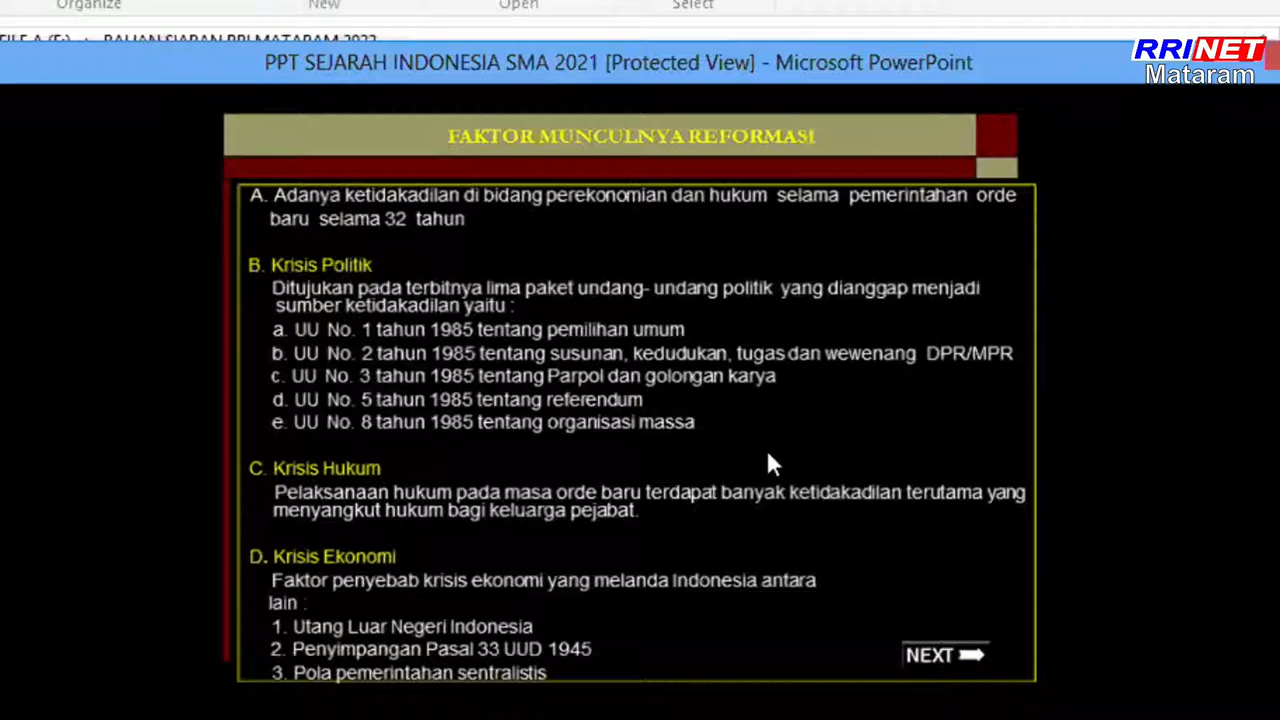 Organize New Open Select
PPT SEJARAH INDONESIA SMA 2021 [Protected View] - Microsoft PowerPoint
RRINET
Mataram
FAKTOR MUNCULNYA REFORMASI
A. Adanya ketidakadilan di bidang perekonomian dan hukum selama pemerintahan orde
baru selama 32 tahun
B. Krisis Politik
Ditujukan pada terbitnya lima paket undang- undang politik yang dianggap menjadi
sumber ketidakadilan yaitu :
a. UU No. 1 tahun 1985 tentang pemilihan umum
b. UU No. 2 tahun 1985 tentang susunan, kedudukan, tugas dan wewenang DPR/MPR
c. UU No. 3 tahun 1985 tentang Parpol dan golongan karya
d. UU No. 5 tahun 1985 tentang referendum
e. UU No. 8 tahun 1985 tentang organisasi massa
C. Krisis Hukum
Pelaksanaan hukum pada masa orde baru terdapat banyak ketidakadilan terutama yang
menyangkut hukum bagi keluarga pejabat.
D. Krisis Ekonomi
Faktor penyebab krisis ekonomi yang melanda Indonesia antara
lain :
1. Utang Luar Negeri Indonesia
2. Penyimpangan Pasal 33 UUD 1945
3. Pola pemerintahan sentralistis
NEXT